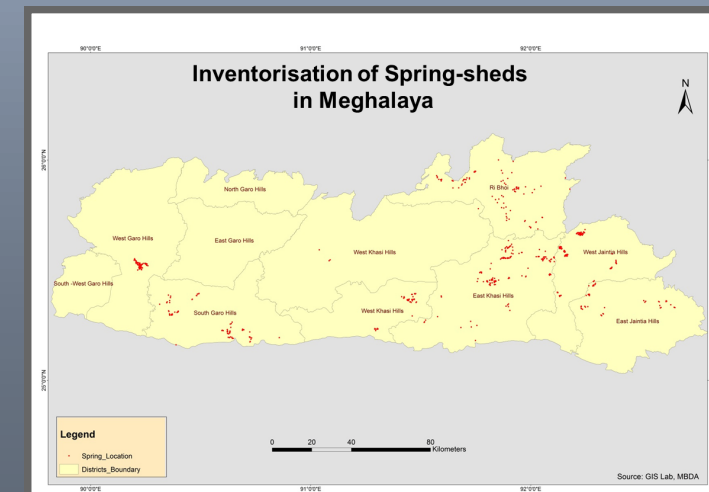 90°0'0"E 91°0'0"E 92°0'0"E
Inventorisation of Spring-sheds
in Meghalaya
N
26°0'0"N
North Garo Hills
Ri Bhoi
West Garo Hills
East Garo Hills
West Khasi Hills
West Jaintia Hills
South -West Garo Hills
East Khasi Hills
South Garo Hills
West Khasi Hills
East Jaintia Hills
25°0'0"N
Legend
Spring_Location
Districts_Boundary
0 20 40 80
Kilometers
Source: GIS Lab, MBDA
90°0'0"E 91°0'0"E 92°0'0"E